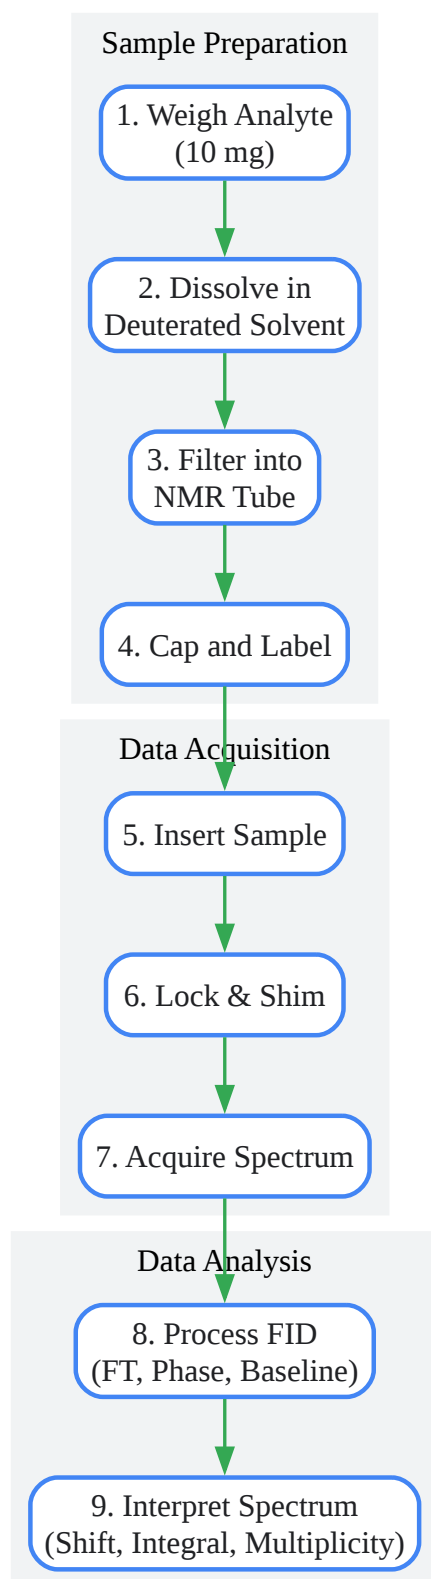 Sample Preparation
1. Weigh Analyte
(10 mg)
2. Dissolve in
Deuterated Solvent
3. Filter into
NMR Tube
4. Cap and Label
Data Acquisition
5. Insert Sample
6. Lock & Shim
7. Acquire Spectrum
Data Analysis
8. Process FID
(FT, Phase, Baseline)
9. Interpret Spectrum
(Shift, Integral, Multiplicity)